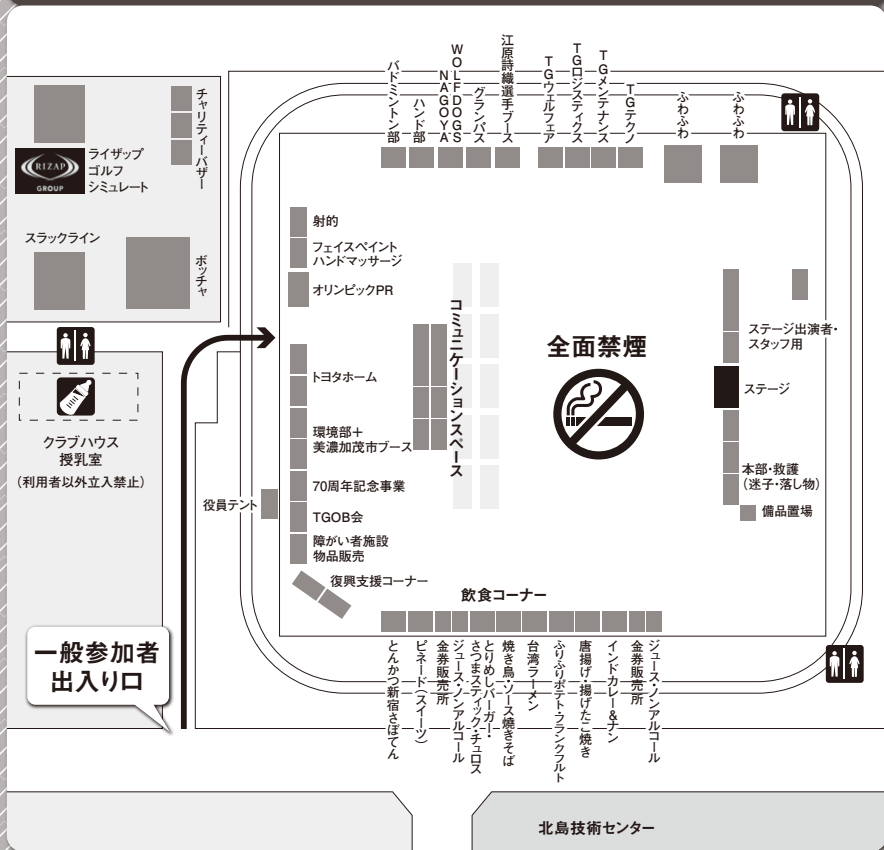 バドミントン部
ハンド部
WOLFDOGS
NAGOYA
グランパス
江原詩織選手ブース
TGウェルフェア
TGロジスティクス
TGメンテナンス
TGテクノ
ふわふわ
ふわふわ
チャリティーバザー
RIZAP
GROUP
ライザップ
ゴルフ
シミュレート
スラックライン
ボッチャ
射的
フェイスペイント
ハンドマッサージ
オリンピックPR
コミュニケーションスペース
全面禁煙
ステージ出演者・
スタッフ用
ステージ
トヨタホーム
環境部＋
美濃加茂市ブース
クラブハウス
授乳室
(利用者以外立入禁止)
役員テント
70周年記念事業
TGOB会
障がい者施設
物品販売
復興支援コーナー
本部・救護
(迷子・落し物)
備品置場
飲食コーナー
一般参加者
出入り口
とんかつ新宿さぼてん
ピネード(スイーツ)
金券販売所
ジュース・ノンアルコール
とりめしバーガー・
さつまスティック・チュロス
焼き鳥・ソース焼きそば
台湾ラーメン
ふりふりポテト・フランクフルト
唐揚げ・揚げたこ焼き
インドカレー&ナン
金券販売所
ジュース・ノンアルコール
北島技術センター